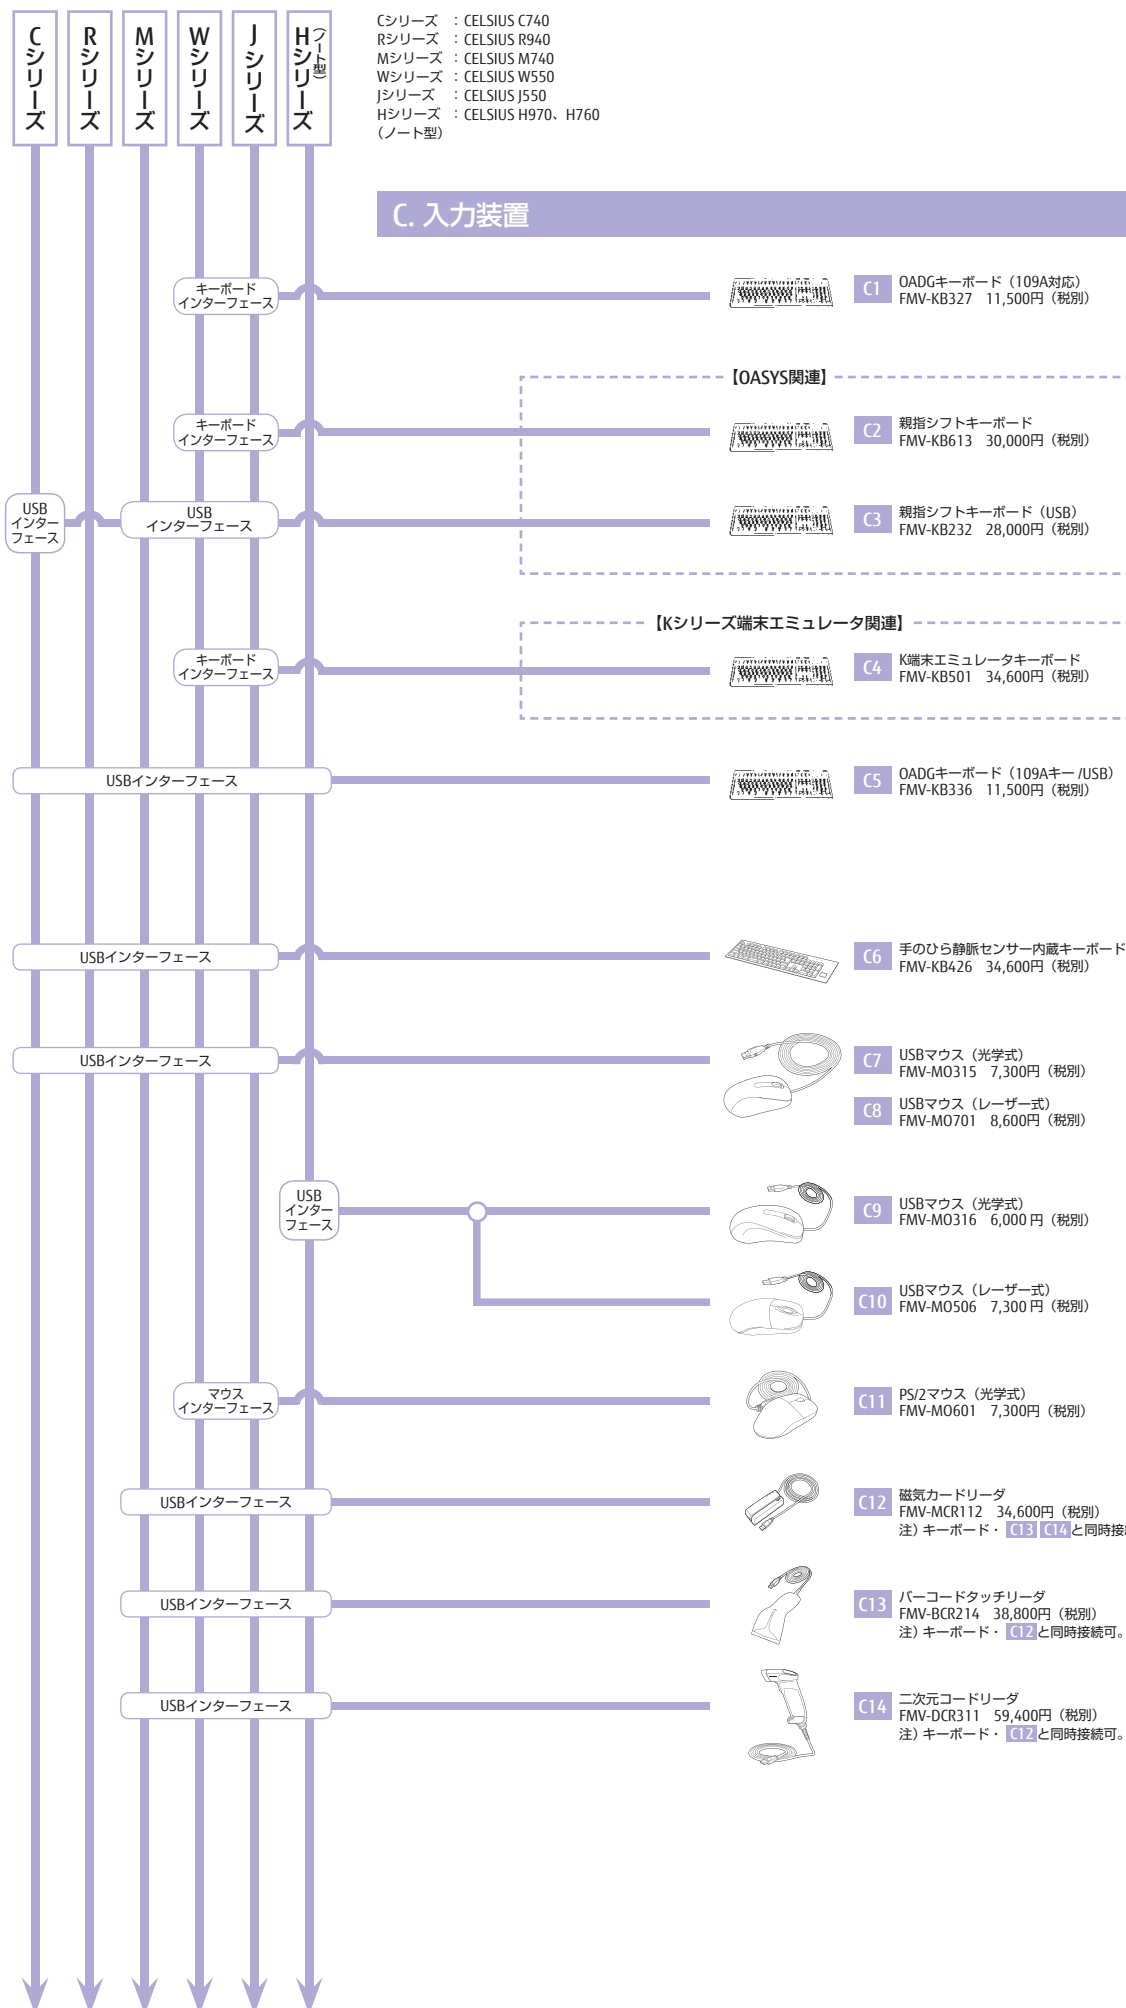 Cシリーズ
Rシリーズ
Mシリーズ
Wシリーズ
Jシリーズ
Hシリーズ（ノート型）
Cシリーズ ：CELSIUS C740
Rシリーズ ：CELSIUS R940
Mシリーズ ：CELSIUS M740
Wシリーズ ：CELSIUS W550
Jシリーズ ：CELSIUS J550
Hシリーズ ：CELSIUS H970、H760
（ノート型）
C. 入力装置
キーボード
インターフェース
C1 OADGキーボード（109A対応）
FMV-KB327 11,500円（税別）
【OASYS関連】
キーボード
インターフェース
C2 親指シフトキーボード
FMV-KB613 30,000円（税別）
USB
インター
フェース
USB
インターフェース
C3 親指シフトキーボード（USB）
FMV-KB232 28,000円（税別）
【Kシリーズ端末エミュレータ関連】
キーボード
インターフェース
C4 K端末エミュレータキーボード
FMV-KB501 34,600円（税別）
USBインターフェース
C5 OADGキーボード（109Aキー/USB）
FMV-KB336 11,500円（税別）
USBインターフェース
C6 手のひら静脈センサー内蔵キーボード
FMV-KB426 34,600円（税別）
USBインターフェース
C7 USBマウス（光学式）
FMV-MO315 7,300円（税別）
C8 USBマウス（レーザー式）
FMV-MO701 8,600円（税別）
USB
インター
フェース
C9 USBマウス（光学式）
FMV-MO316 6,000 円（税別）
C10 USBマウス（レーザー式）
FMV-MO506 7,300 円（税別）
マウス
インターフェース
C11 PS/2マウス（光学式）
FMV-MO601 7,300円（税別）
USBインターフェース
C12 磁気カードリーダ
FMV-MCR112 34,600円（税別）
注）キーボード・ C13 C14 と同時接
USBインターフェース
C13 バーコードタッチリーダ
FMV-BCR214 38,800円（税別）
注）キーボード・ C12 と同時接続可。
USBインターフェース
C14 二次元コードリーダ
FMV-DCR311 59,400円（税別）
注）キーボード・ C12 と同時接続可。